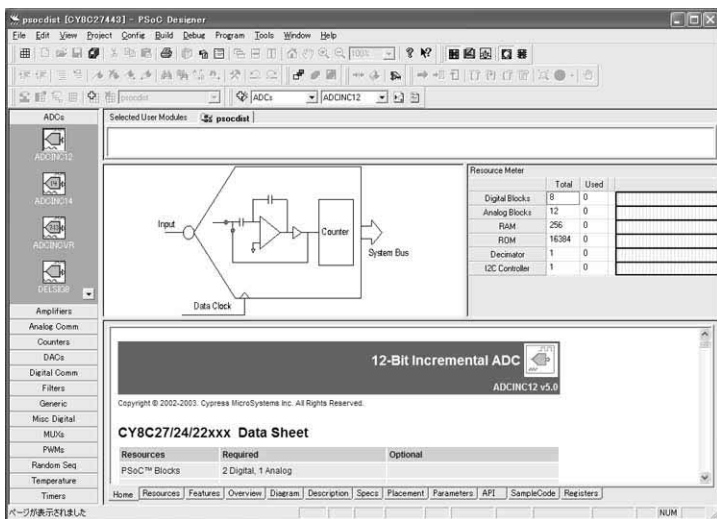 psocdist [CY8C27443] - PSoC Designer
File Edit View Project Config Build Debug Program Tools Window Help
100%
psocdist ADCs ADCINC12
ADCs
ADCINC12
ADCINC14
ADCINCVR
DELSIG8
Amplifiers
Analog Comm
Counters
DACs
Digital Comm
Filters
Generic
Misc Digital
MUXs
PWMs
Random Seq
Temperature
Timers
Selected User Modules psocdist
Input
Counter
System Bus
Data Clock
Resource Meter
Total Used
Digital Blocks 8 0
Analog Blocks 12 0
RAM 256 0
ROM 16384 0
Decimator 1 0
I2C Controller 1 0
12-Bit Incremental ADC
ADCINC12 v5.0
Copyright © 2002-2003. Cypress MicroSystems Inc. All Rights Reserved.
CY8C27/24/22xxx Data Sheet
Resources Required Optional
PSoC™ Blocks 2 Digital, 1 Analog
Home Resources Features Overview Diagram Description Specs Placement Parameters API SampleCode Registers
ページが表示されました NUM